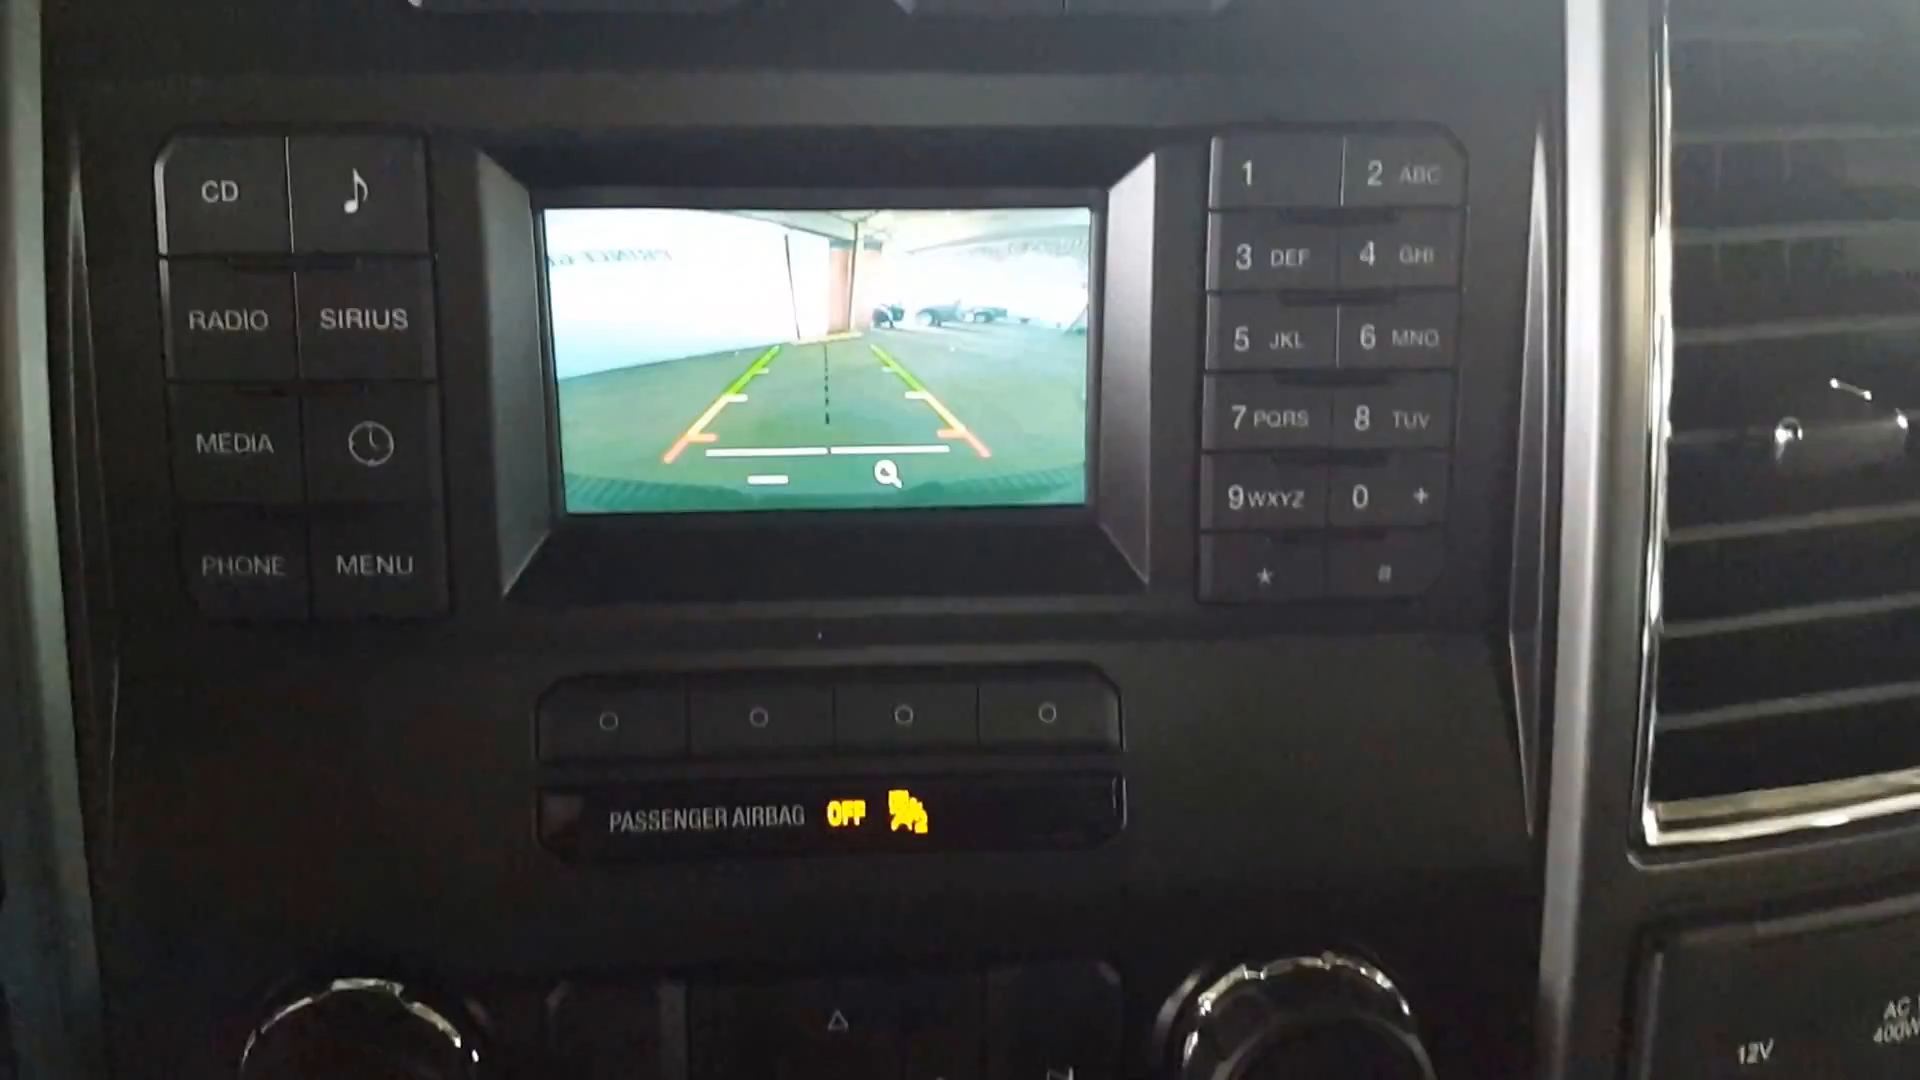 CD
RADIO SIRIUS
MEDIA
PHONE MENU
1 2 ABC
3 DEF 4 GHI
5 JKL 6 MNO
7 PQRS 8 TUV
9 WXYZ 0 +
* #
PASSENGER AIRBAG OFF
12V
AC
400W